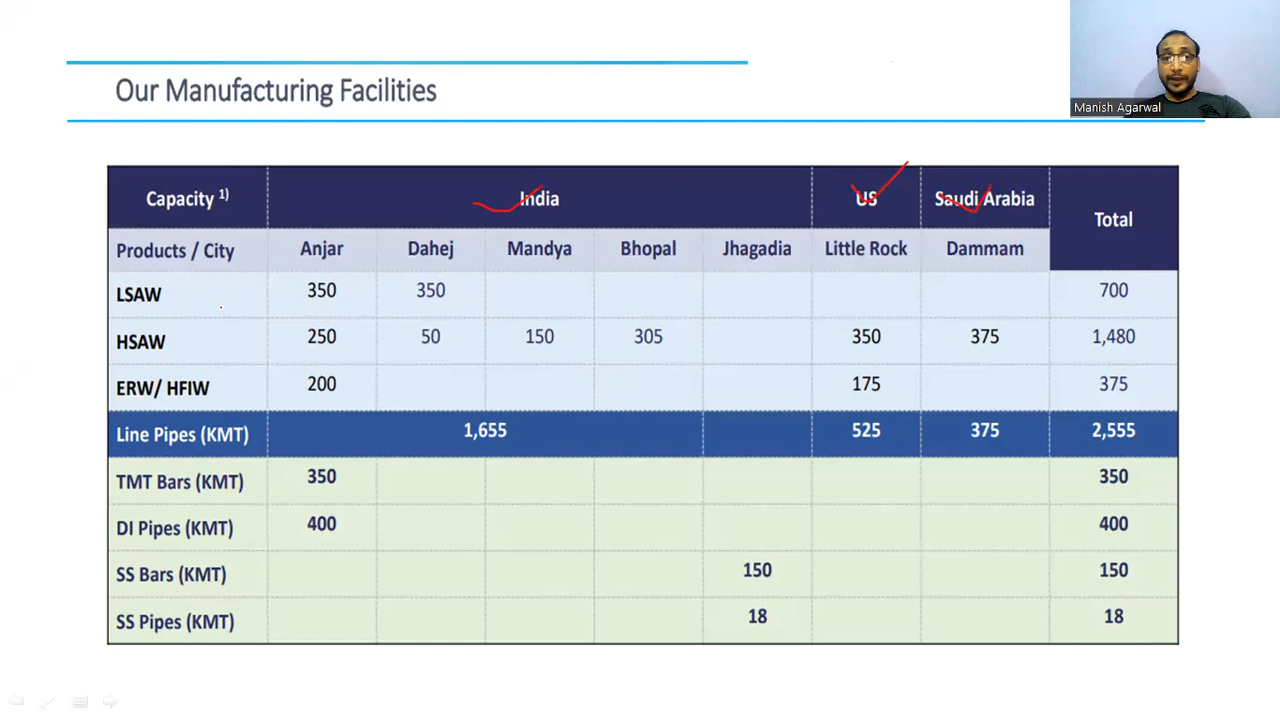 Manish Agarwal
Our Manufacturing Facilities
Capacity 1) India US Saudi Arabia Total
Products / City Anjar Dahej Mandya Bhopal Jhagadia Little Rock Dammam
LSAW 350 350 700
HSAW 250 50 150 305 350 375 1,480
ERW/ HFIW 200 175 375
Line Pipes (KMT) 1,655 525 375 2,555
TMT Bars (KMT) 350 350
DI Pipes (KMT) 400 400
SS Bars (KMT) 150 150
SS Pipes (KMT) 18 18